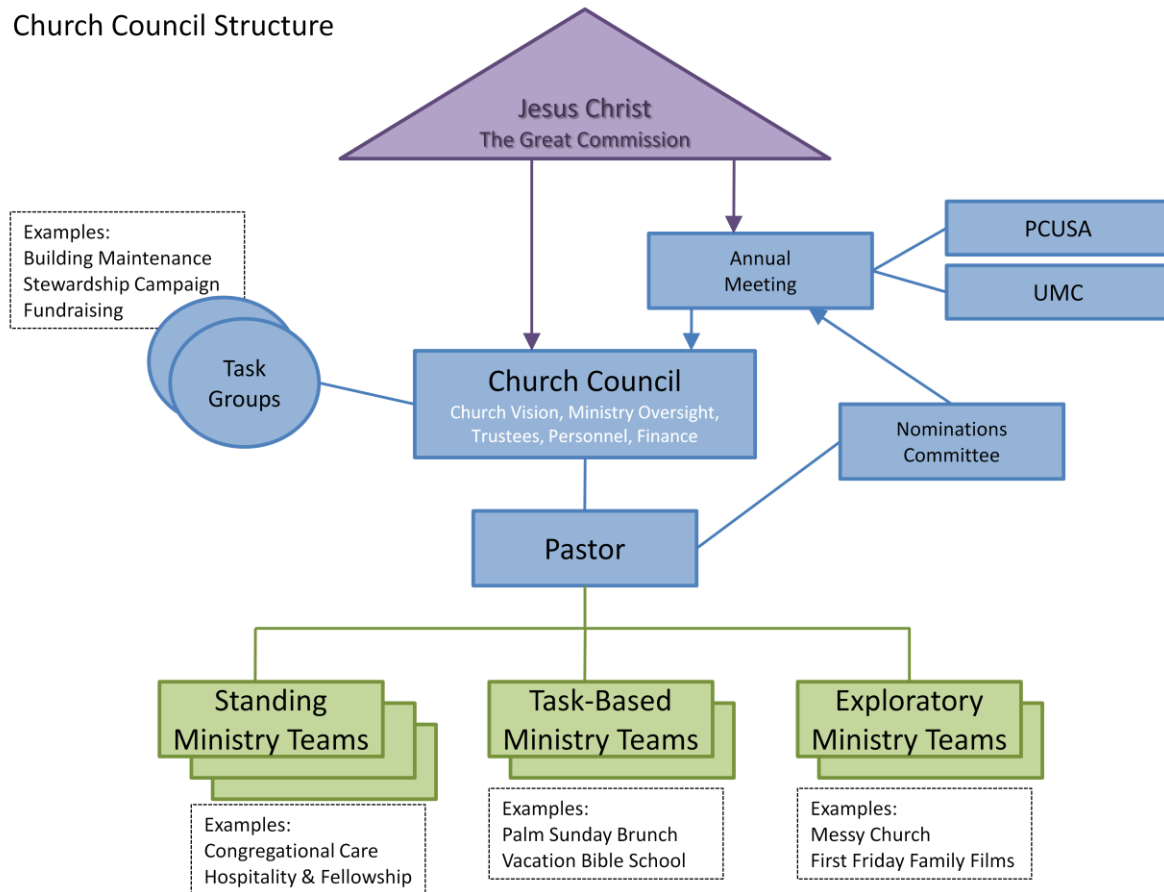 Church Council Structure
Jesus Christ
The Great Commission
Examples:
Building Maintenance
Stewardship Campaign
Fundraising
PCUSA
Annual
Meeting
UMC
Task
Groups
Church Council
Church Vision, Ministry Oversight,
Trustees, Personnel, Finance
Nominations
Committee
Pastor
Standing
Ministry Teams
Task-Based
Ministry Teams
Exploratory
Ministry Teams
Examples:
Congregational Care
Hospitality & Fellowship
Examples:
Palm Sunday Brunch
Vacation Bible School
Examples:
Messy Church
First Friday Family Films